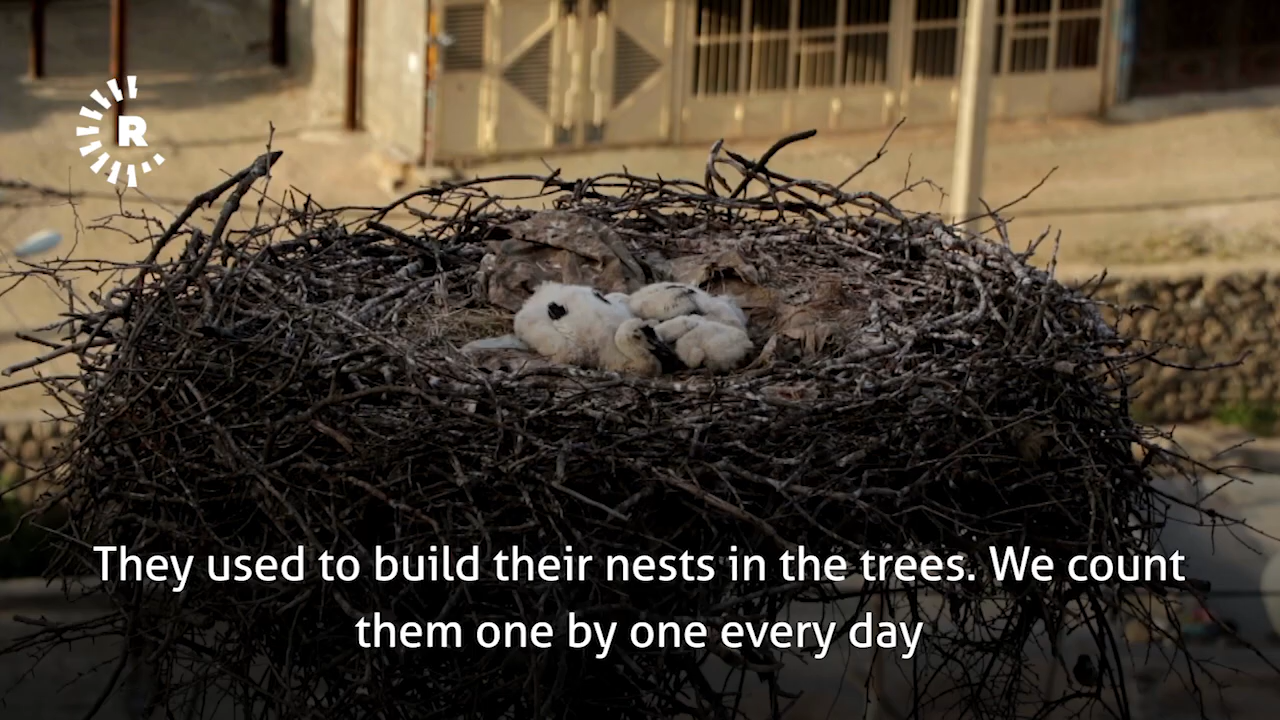 R
They used to build their nests in the trees. We count
them one by one every day